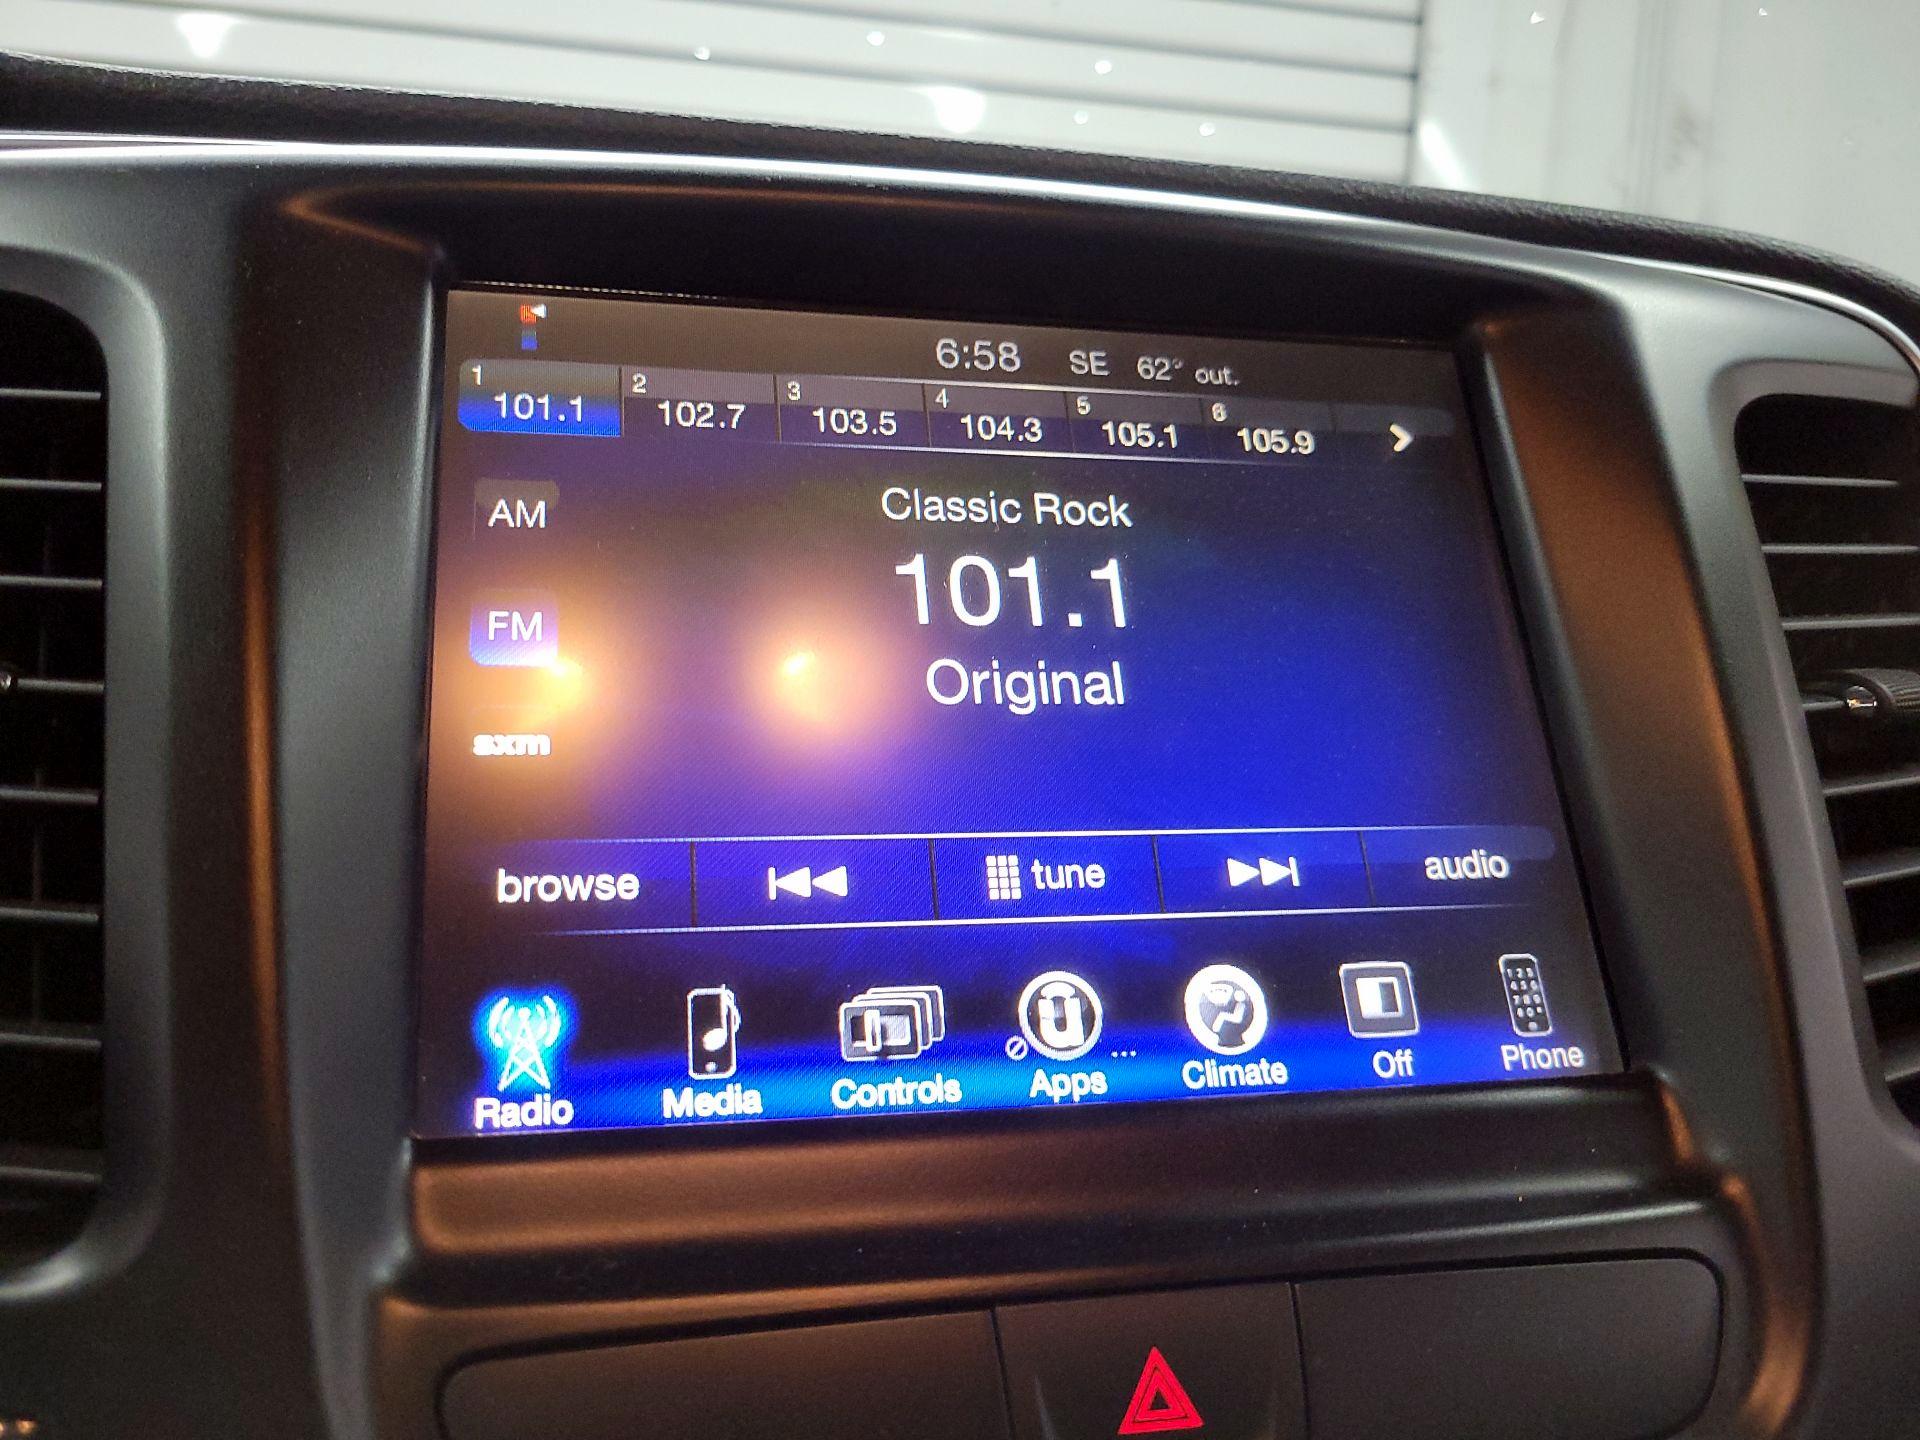 6:58 SE 62° out.
1 2 3 4 5 6
101.1 102.7 103.5 104.3 105.1 105.9
AM
FM
sxm
Classic Rock
101.1
Original
browse tune audio
Radio Media Controls Apps Climate Off Phone